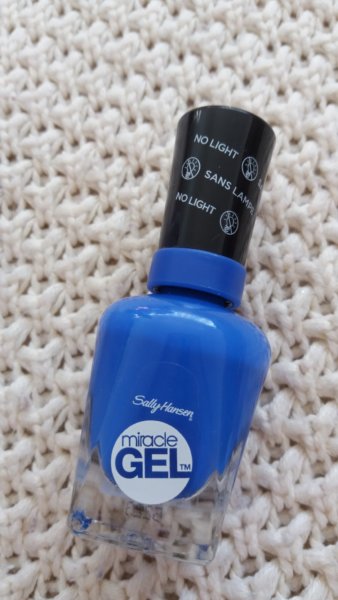 NO LIGHT
SANS LAMPE
NO LIGHT
Sally Hansen
miracle
GEL™